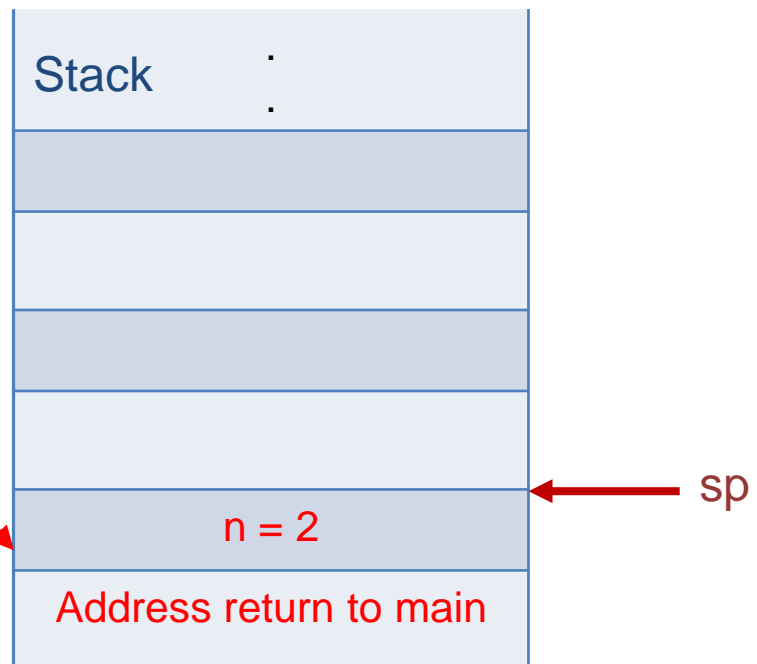 Stack
.
.
sp
n = 2
Address return to main